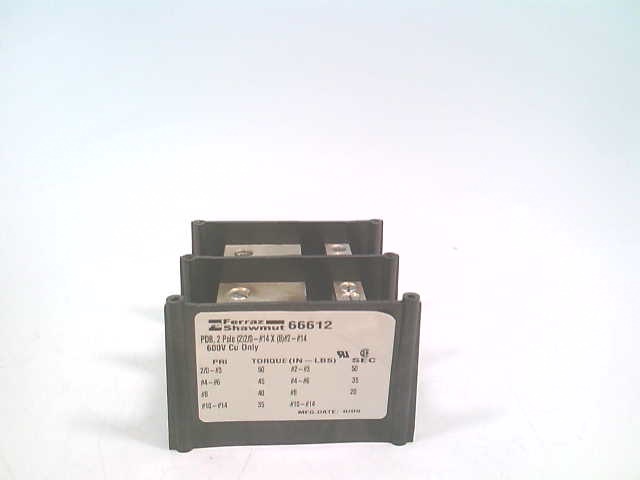 Ferraz
Shawmut 66612
PDB, 2 Pole (2)2/0-#14 X (8)#2-#14
600V Cu Only
PRI TORQUE(IN-LBS) SEC
2/0-#3 50 #2-#3 50
#4-#6 45 #4-#6 35
#8 40 #8 20
#10-#14 35 #10-#14
MFG.DATE: